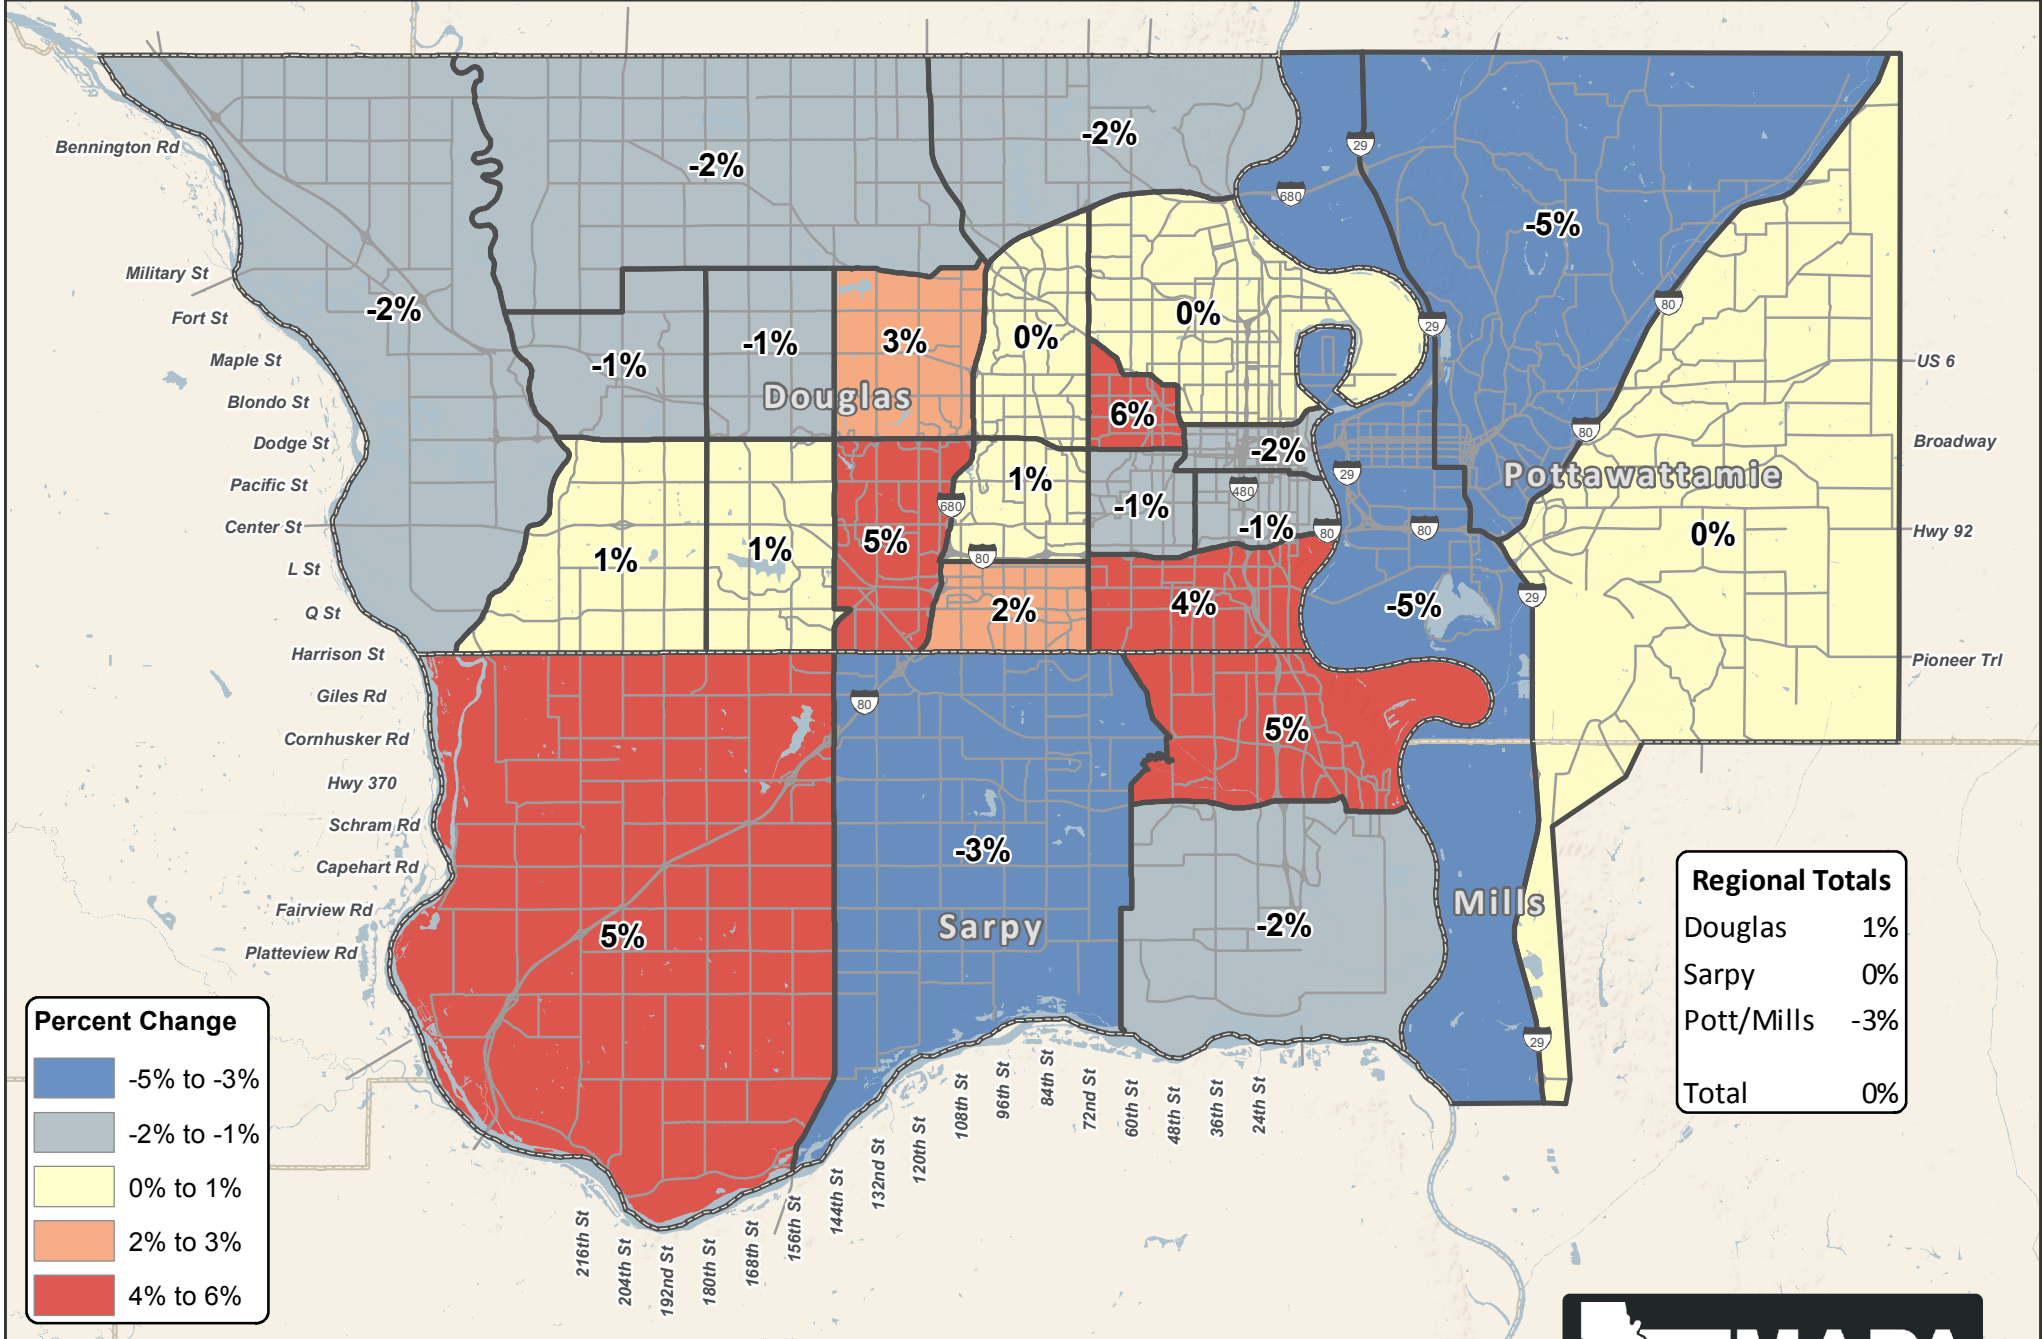 Bennington Rd
Military St
Fort St
Maple St
Blondo St
Dodge St
Pacific St
Center St
L St
Q St
Harrison St
Giles Rd
Cornhusker Rd
Hwy 370
Schram Rd
Capehart Rd
Fairview Rd
Platteview Rd
-2%
-2%
29
680
-5%
-2%
80
0%
29
-1%
-1%
3%
0%
US 6
Douglas
6%
80
Broadway
-2%
29
Pottawattamie
1%
480
680
-1%
-1%
80
80
0%
Hwy 92
1%
1%
5%
80
2%
4%
-5%
29
Pioneer Trl
80
5%
-3%
5%
Sarpy
-2%
Mills
29
Regional Totals
Douglas 1%
Sarpy 0%
Pott/Mills -3%
Total 0%
Percent Change
-5% to -3%
-2% to -1%
0% to 1%
2% to 3%
4% to 6%
216th St
204th St
192nd St
180th St
168th St
156th St
144th St
132nd St
120th St
108th St
96th St
84th St
72nd St
60th St
48th St
36th St
24th St
MAPA